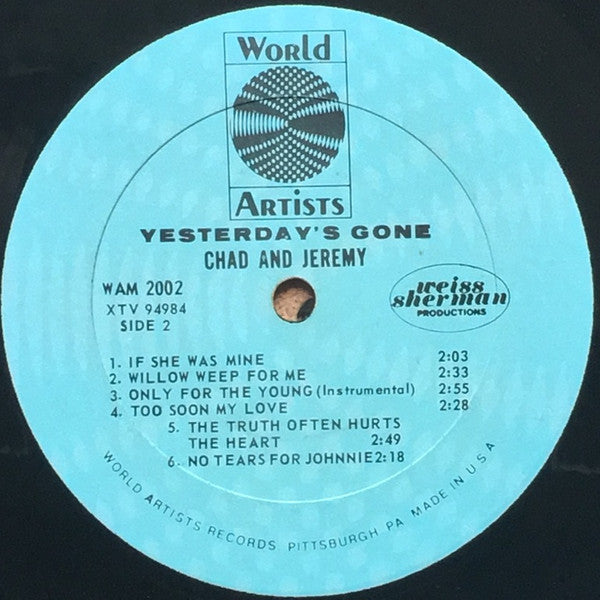 World
Artists
YESTERDAY'S GONE
CHAD AND JEREMY
WAM 2002
XTV 94984
SIDE 2
weiss
sherman
PRODUCTIONS
1. IF SHE WAS MINE 2:03
2. WILLOW WEEP FOR ME 2:33
3. ONLY FOR THE YOUNG (Instrumental) 2:55
4. TOO SOON MY LOVE 2:28
5. THE TRUTH OFTEN HURTS
THE HEART 2:49
6. NO TEARS FOR JOHNNIE 2:18
WORLD ARTISTS RECORDS PITTSBURGH PA MADE IN U.S.A